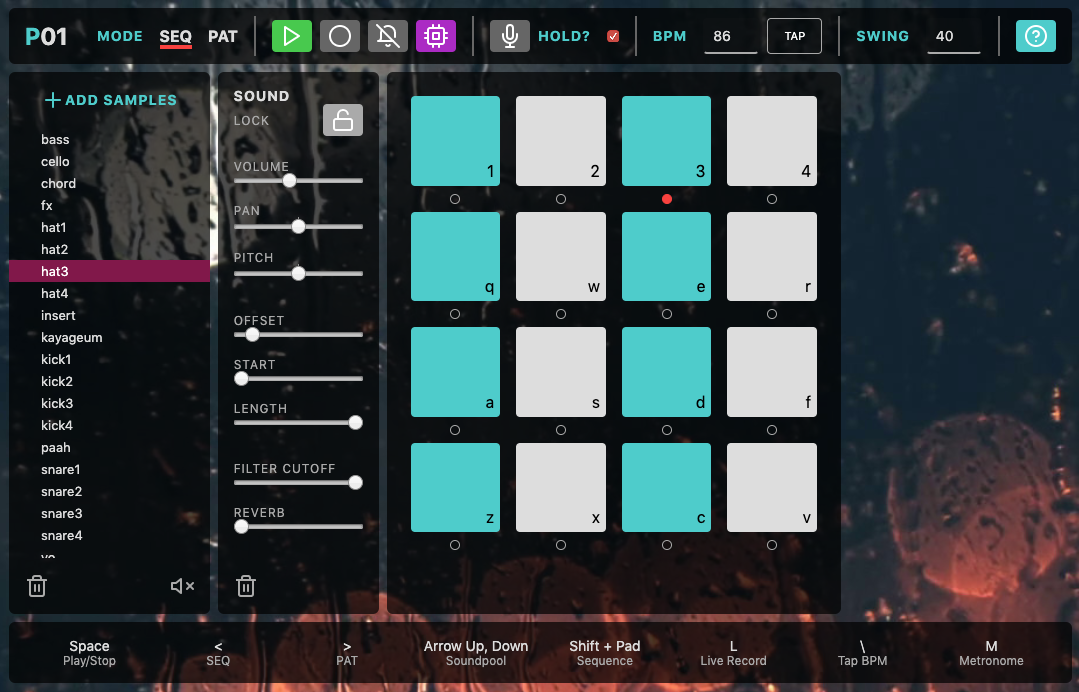 P01 MODE SEQ PAT HOLD? BPM 86 TAP SWING 40
ADD SAMPLES
bass
cello
chord
fx
hat1
hat2
hat3
hat4
insert
kayageum
kick1
kick2
kick3
kick4
paah
snare1
snare2
snare3
snare4
SOUND
LOCK
VOLUME
PAN
PITCH
OFFSET
START
LENGTH
FILTER CUTOFF
REVERB
1 2 3 4
q w e r
a s d f
z x c v
Space < > Arrow Up, Down Shift + Pad L \ M
Play/Stop SEQ PAT Soundpool Sequence Live Record Tap BPM Metronome